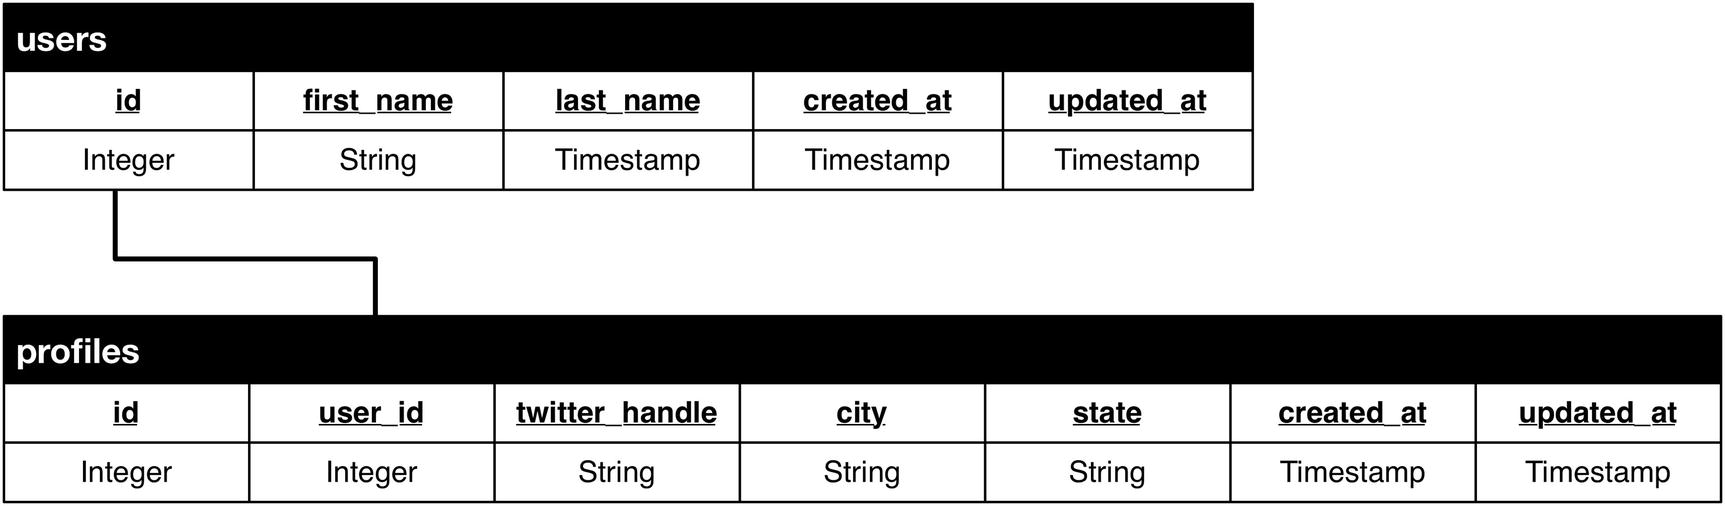 users
id first_name last_name created_at updated_at
Integer String Timestamp Timestamp Timestamp
profiles
id user_id twitter_handle city state created_at updated_at
Integer Integer String String String Timestamp Timestamp